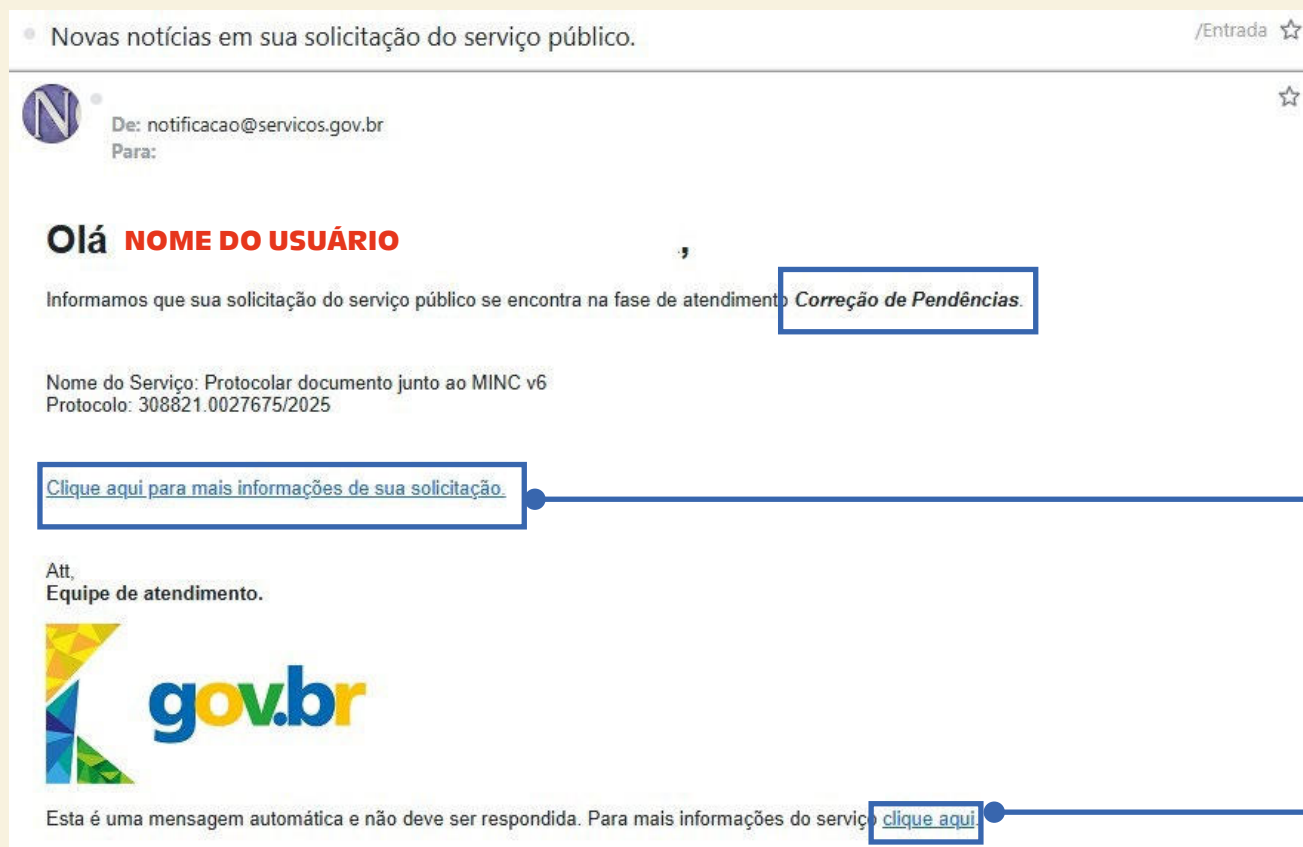 Novas notícias em sua solicitação do serviço público.
/Entrada
N
De: notificacao@servicos.gov.br
Para:
Olá NOME DO USUÁRIO ,
Informamos que sua solicitação do serviço público se encontra na fase de atendimento Correção de Pendências.
Nome do Serviço: Protocolar documento junto ao MINC v6
Protocolo: 308821.0027675/2025
Clique aqui para mais informações de sua solicitação.
Att,
Equipe de atendimento.
gov.br
Esta é uma mensagem automática e não deve ser respondida. Para mais informações do serviço clique aqui.